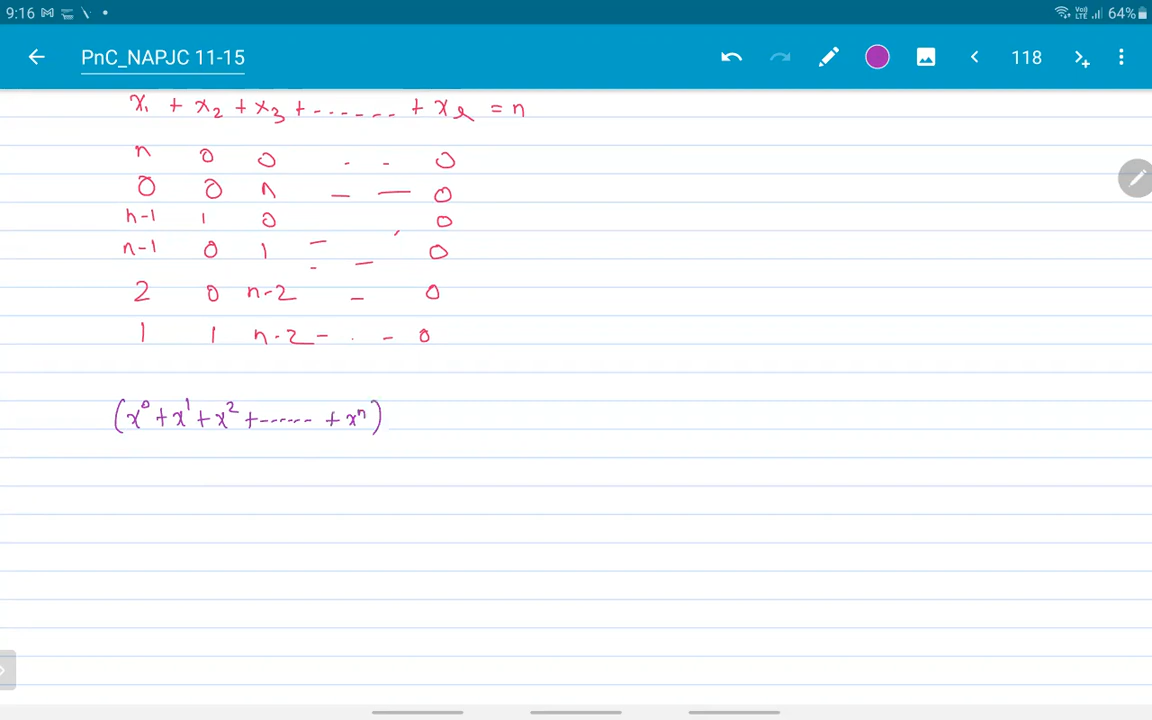 9:16 64%
PnC_NAPJC 11-15 118
x₁ + x₂ + x₃ + ------ + xᵣ = n
n 0 0 . - 0
0 0 n — — 0
n-1 1 0 0
n-1 0 1 - - - 0
2 0 n-2 - 0
1 1 n-2 - . - 0
(x⁰ + x¹ + x² + ------ + xⁿ)